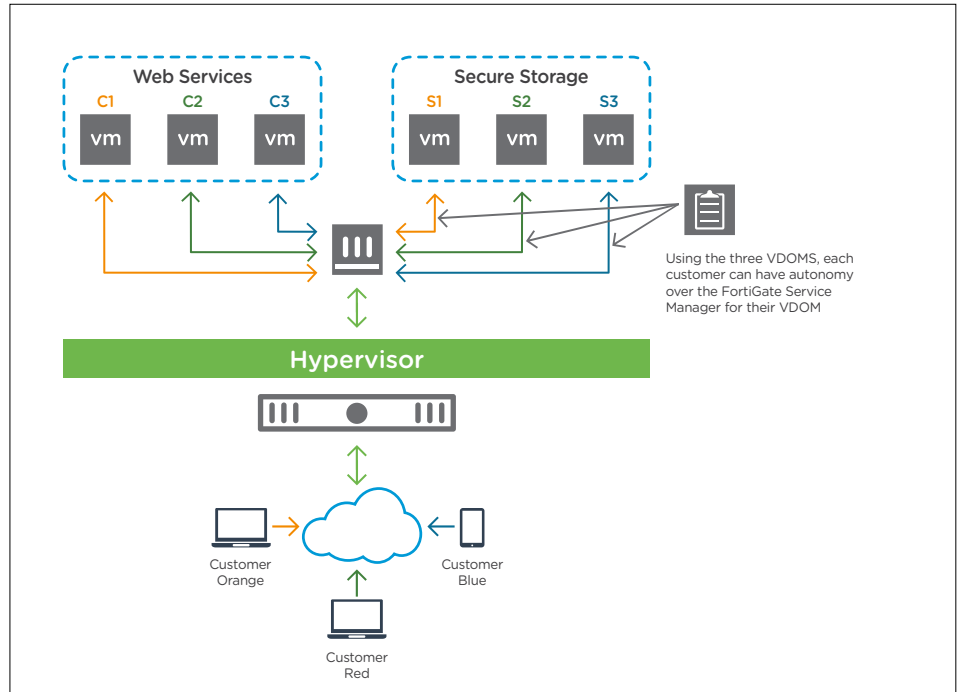 Web Services
C1 C2 C3
vm vm vm
Secure Storage
S1 S2 S3
vm vm vm
Using the three VDOMS, each
customer can have autonomy
over the FortiGate Service
Manager for their VDOM
Hypervisor
Customer
Orange
Customer
Blue
Customer
Red